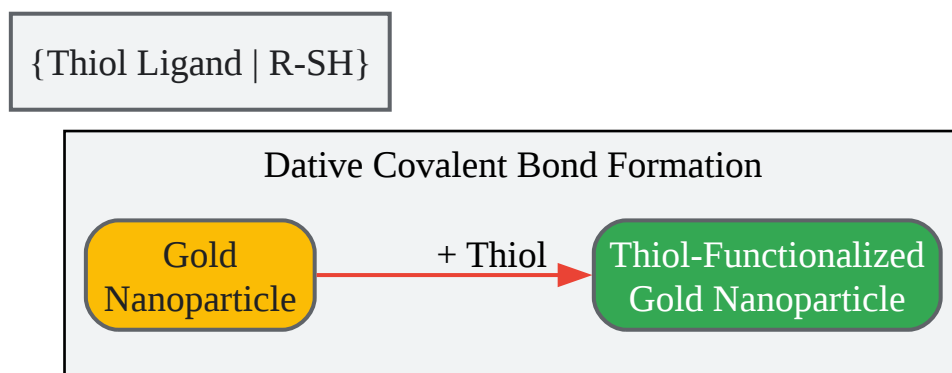 {Thiol Ligand | R-SH}
Dative Covalent Bond Formation
Gold
Nanoparticle
+ Thiol
Thiol-Functionalized
Gold Nanoparticle